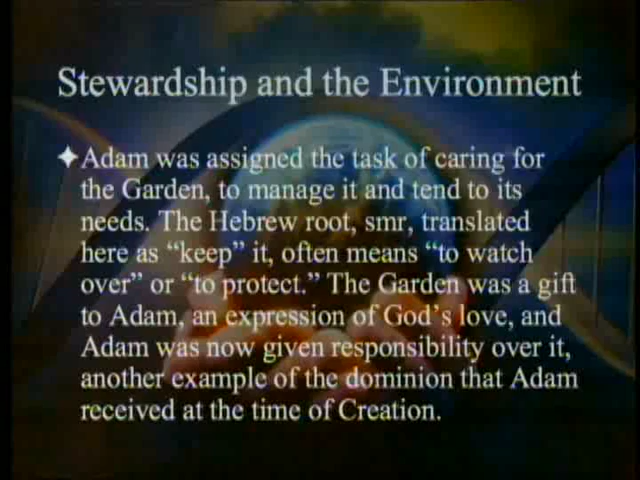 Stewardship and the Environment
✦Adam was assigned the task of caring for
the Garden, to manage it and tend to its
needs. The Hebrew root, smr, translated
here as “keep” it, often means “to watch
over” or “to protect.” The Garden was a gift
to Adam, an expression of God’s love, and
Adam was now given responsibility over it,
another example of the dominion that Adam
received at the time of Creation.